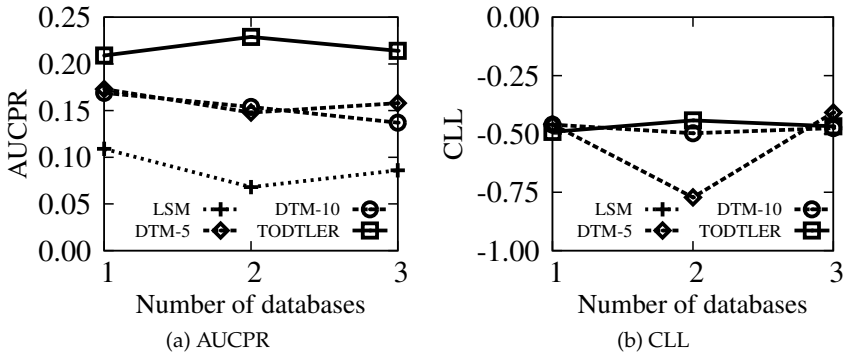 0.25
0.20
0.15
0.10
0.05
0.00
AUCPR
LSM
DTM-5
DTM-10
TODTLER
1 2 3
Number of databases
(a) AUCPR
0.00
-0.25
-0.50
-0.75
-1.00
CLL
LSM
DTM-5
DTM-10
TODTLER
1 2 3
Number of databases
(b) CLL